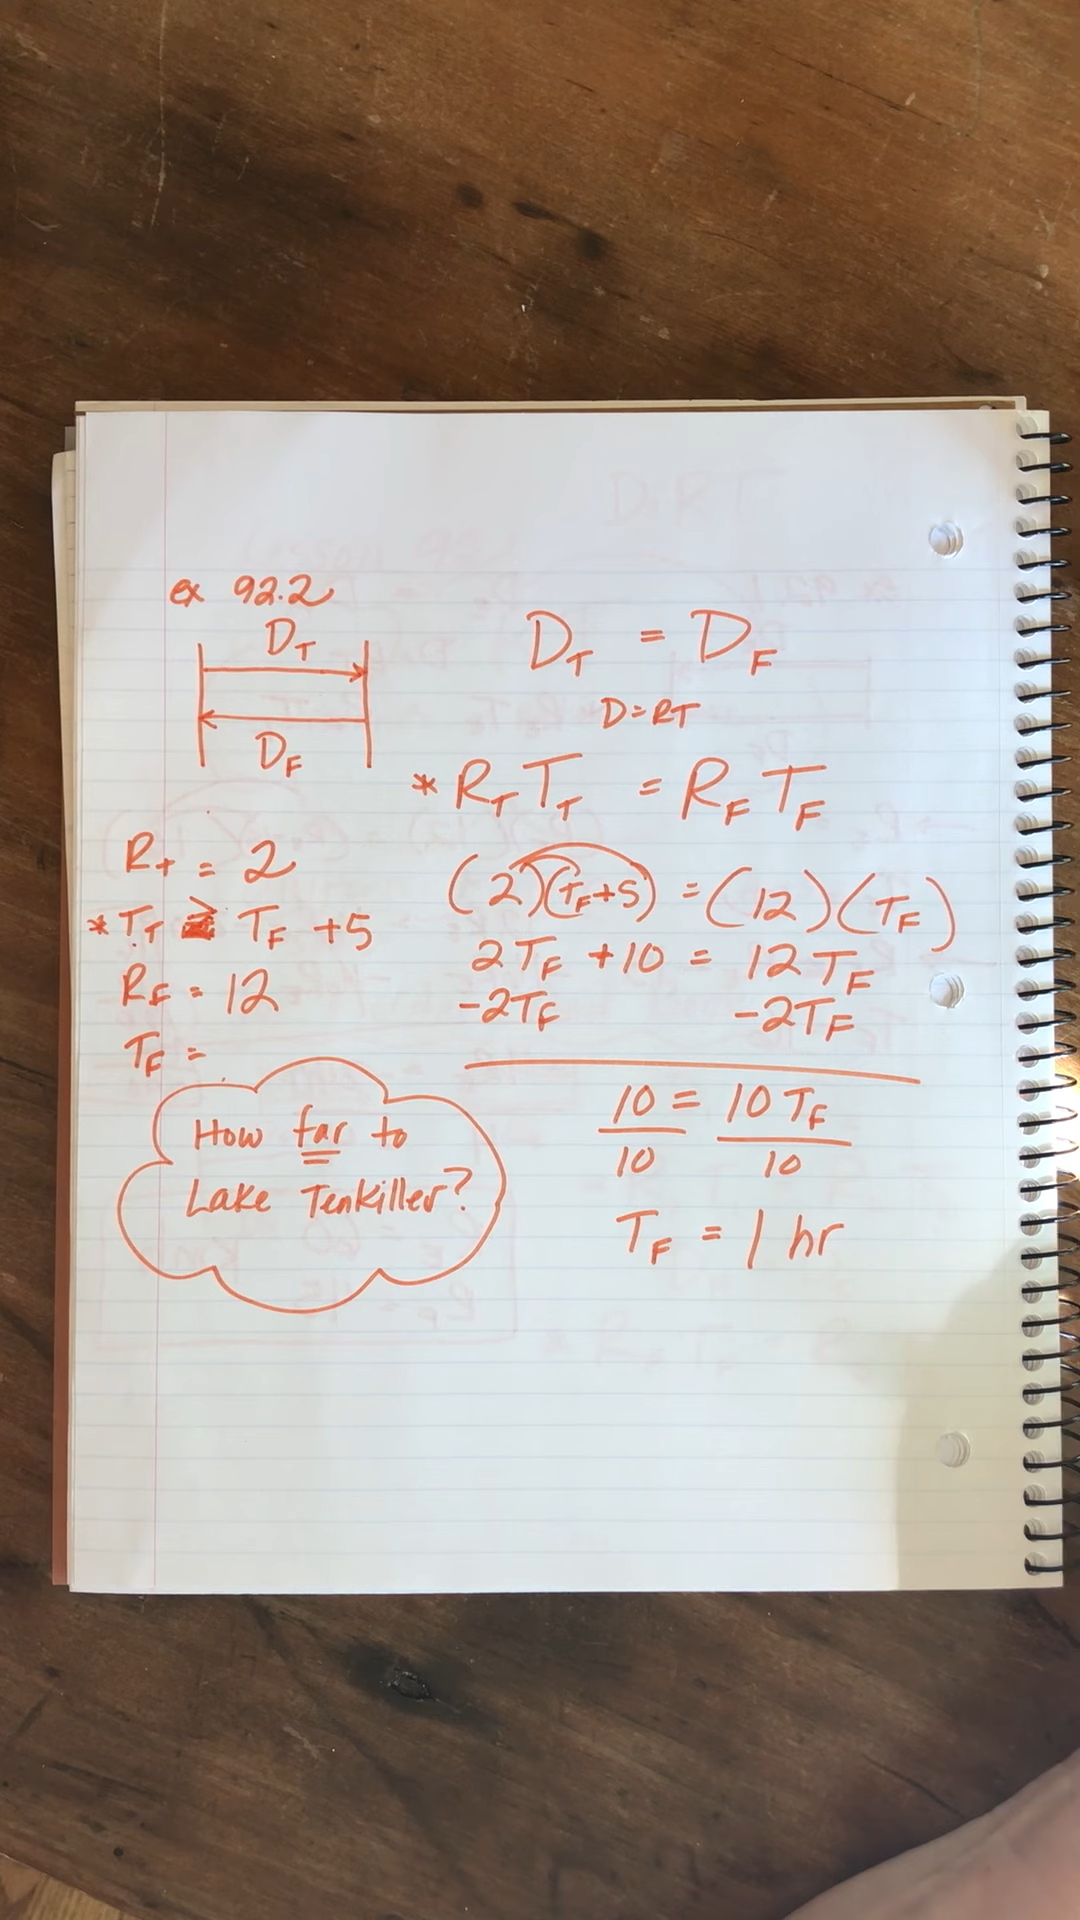 ex 92.2
D_T
D_F
R_T = 2
* T_T = T_F + 5
R_F = 12
T_F =
How far to
Lake Tenkiller?
D_T = D_F
D=RT
* R_T T_T = R_F T_F
(2)(T_F+5) = (12)(T_F)
2T_F +10 = 12T_F
-2T_F -2T_F
10 = 10 T_F
10 10
T_F = 1 hr